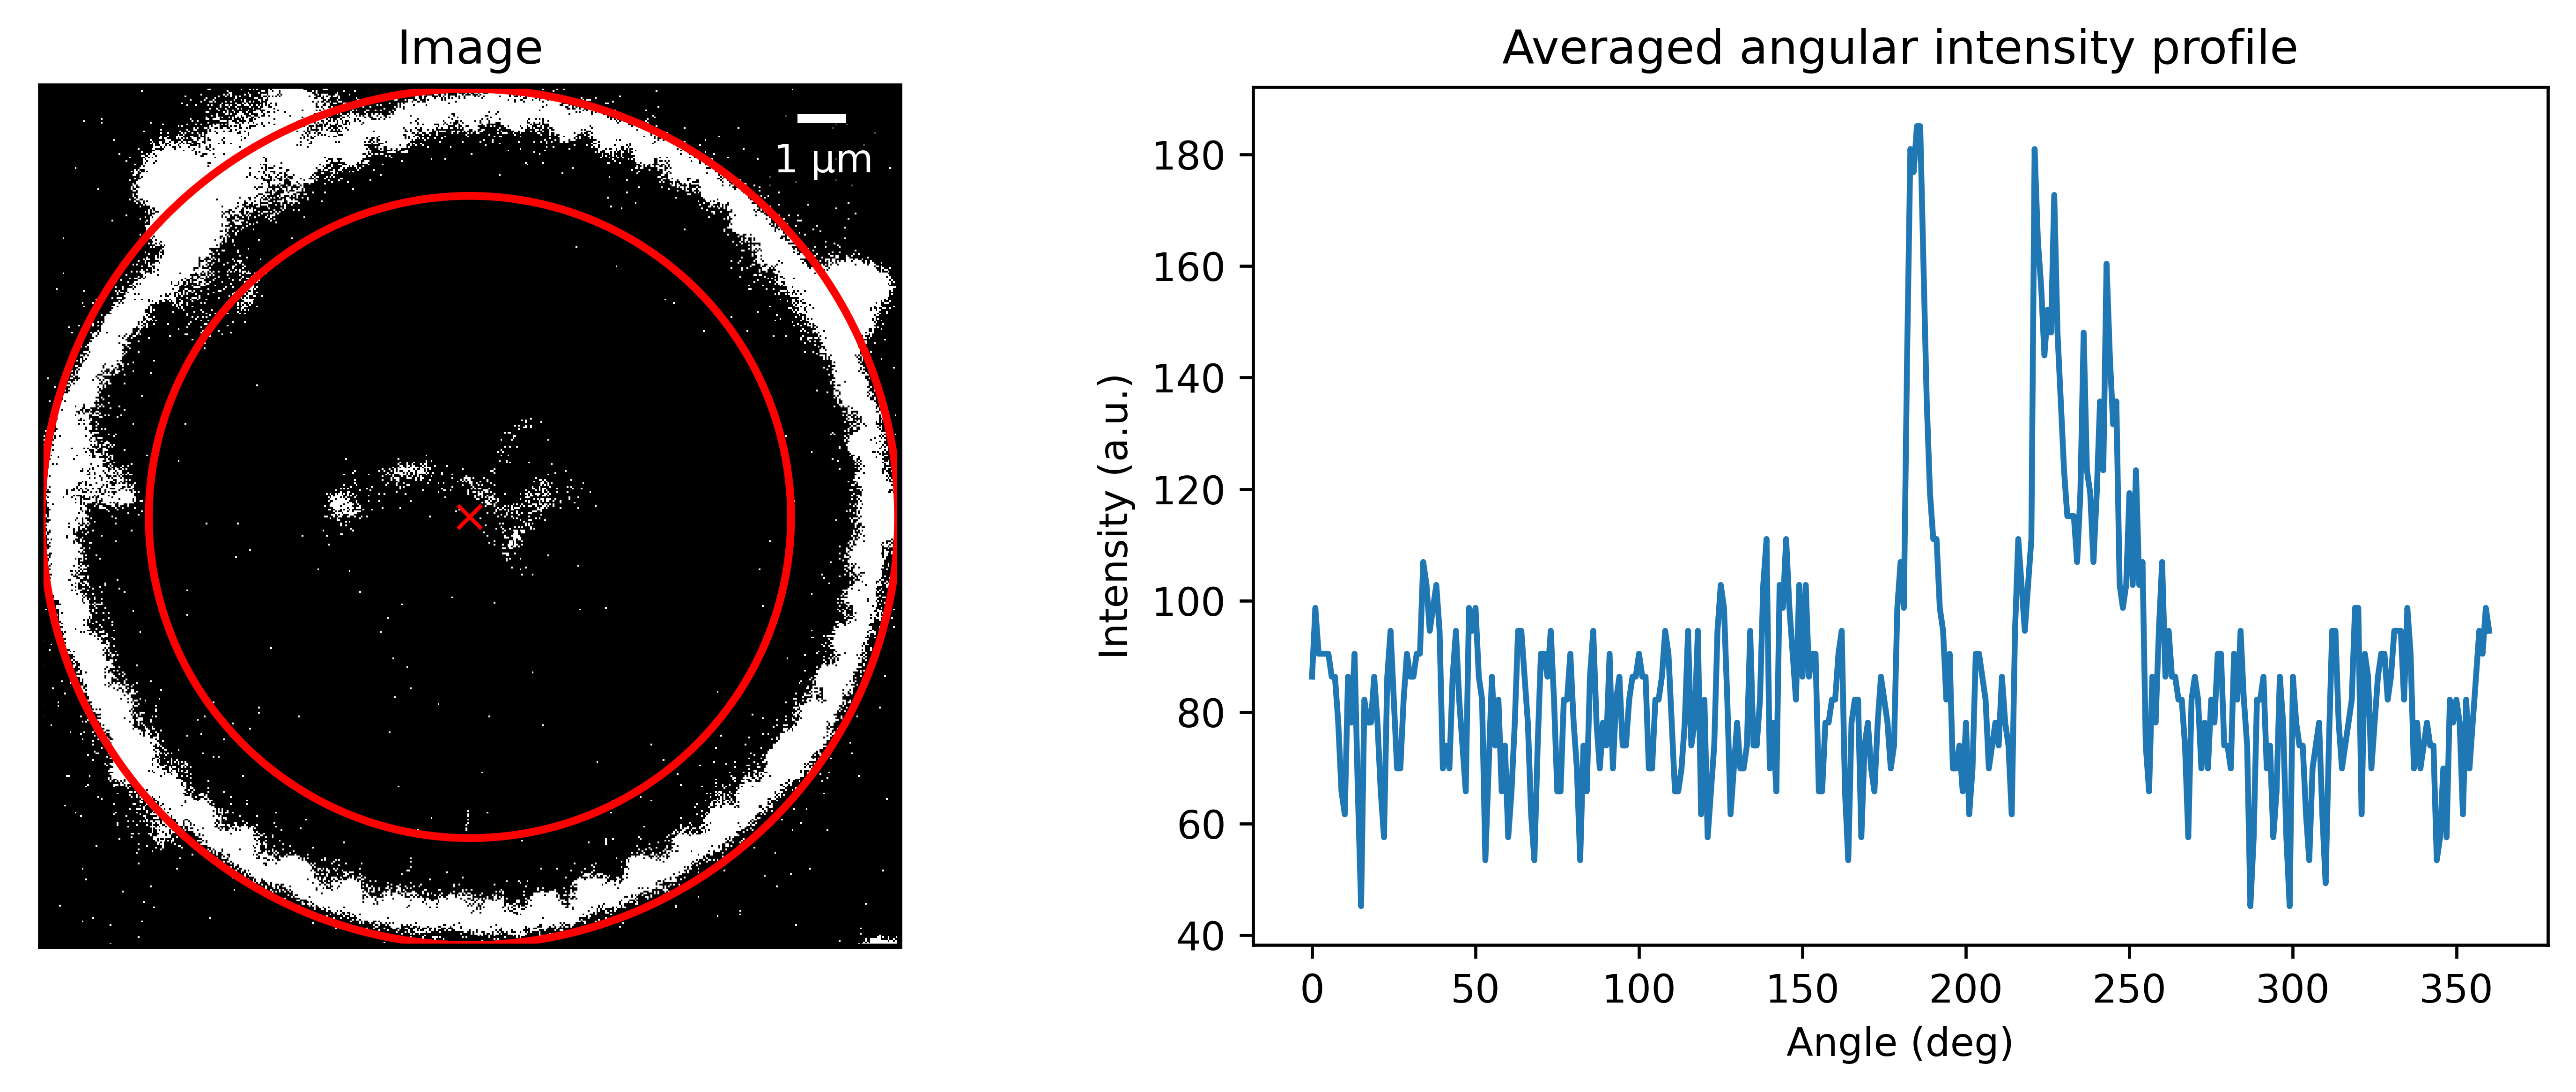 Image
1 µm
Averaged angular intensity profile
Intensity (a.u.)
180
160
140
120
100
80
60
40
0 50 100 150 200 250 300 350
Angle (deg)